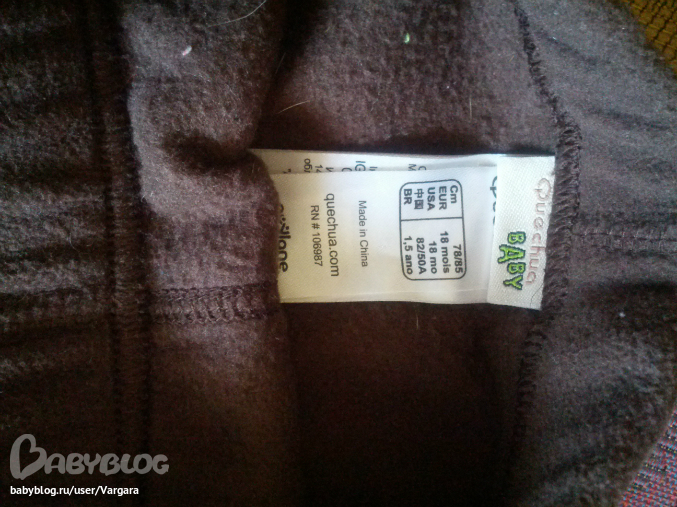 Quechua
BABY
Cm 78/85
EUR 18 mois
USA 18 mo
中国 82/50A
BR 1,5 ano
Made in China
quechua.com
RN # 106987
BABYBLOG
babyblog.ru/user/Vargara